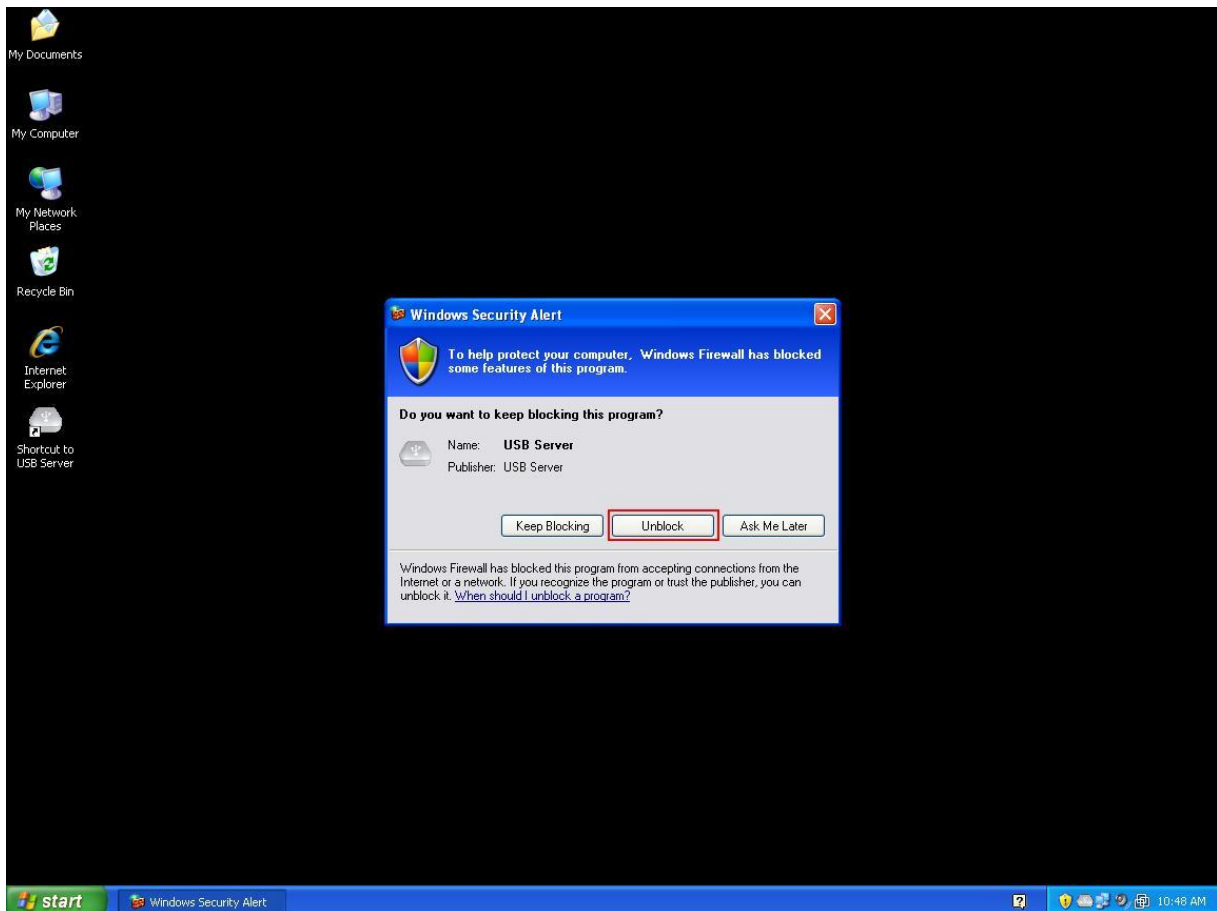 My Documents
My Computer
My Network
Places
Recycle Bin
Internet
Explorer
Shortcut to
USB Server
Windows Security Alert
To help protect your computer, Windows Firewall has blocked
some features of this program.
Do you want to keep blocking this program?
Name: USB Server
Publisher: USB Server
Keep Blocking
Unblock
Ask Me Later
Windows Firewall has blocked this program from accepting connections from the
Internet or a network. If you recognize the program or trust the publisher, you can
unblock it. When should I unblock a program?
start
Windows Security Alert
10:48 AM